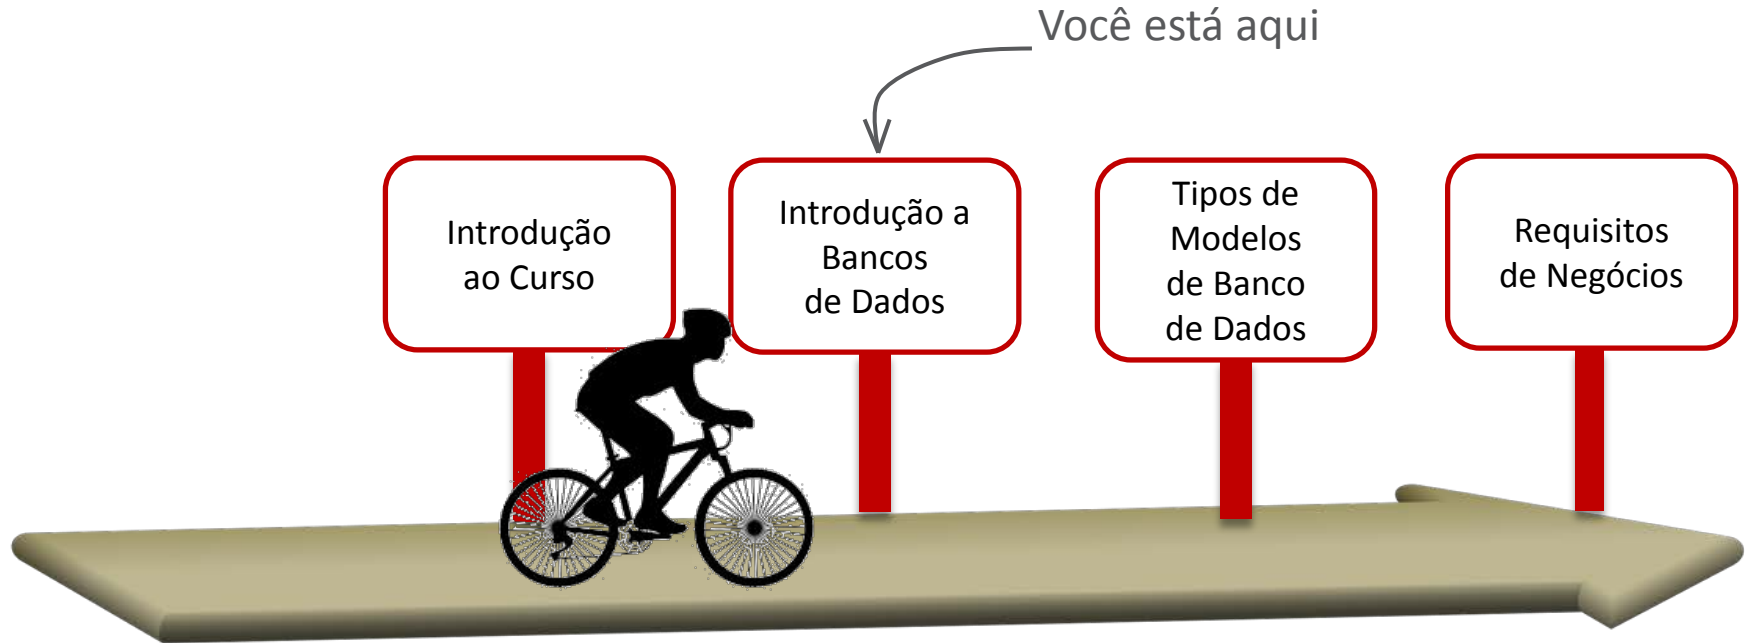 Você está aqui
Introdução
ao Curso
Introdução a
Bancos
de Dados
Tipos de
Modelos
de Banco
de Dados
Requisitos
de Negócios